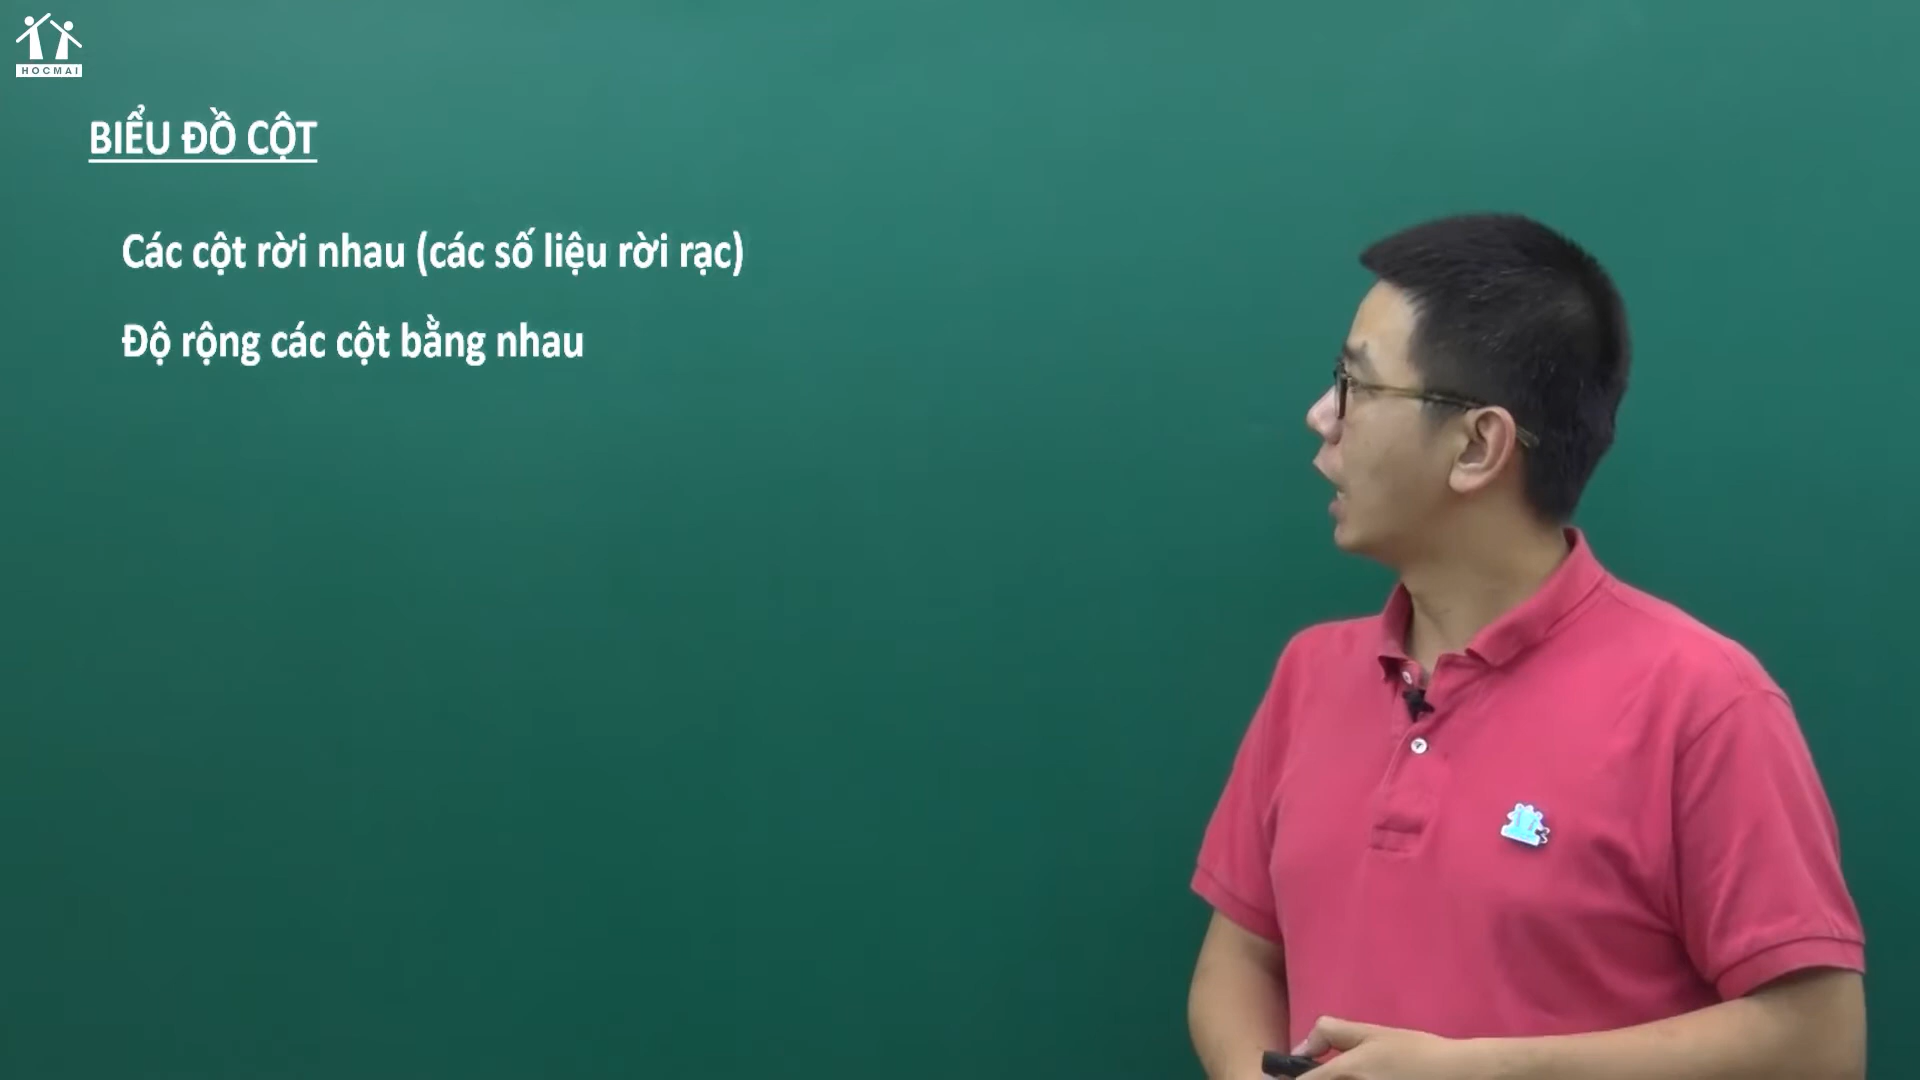 HOCMAI
BIỂU ĐỒ CỘT
Các cột rời nhau (các số liệu rời rạc)
Độ rộng các cột bằng nhau